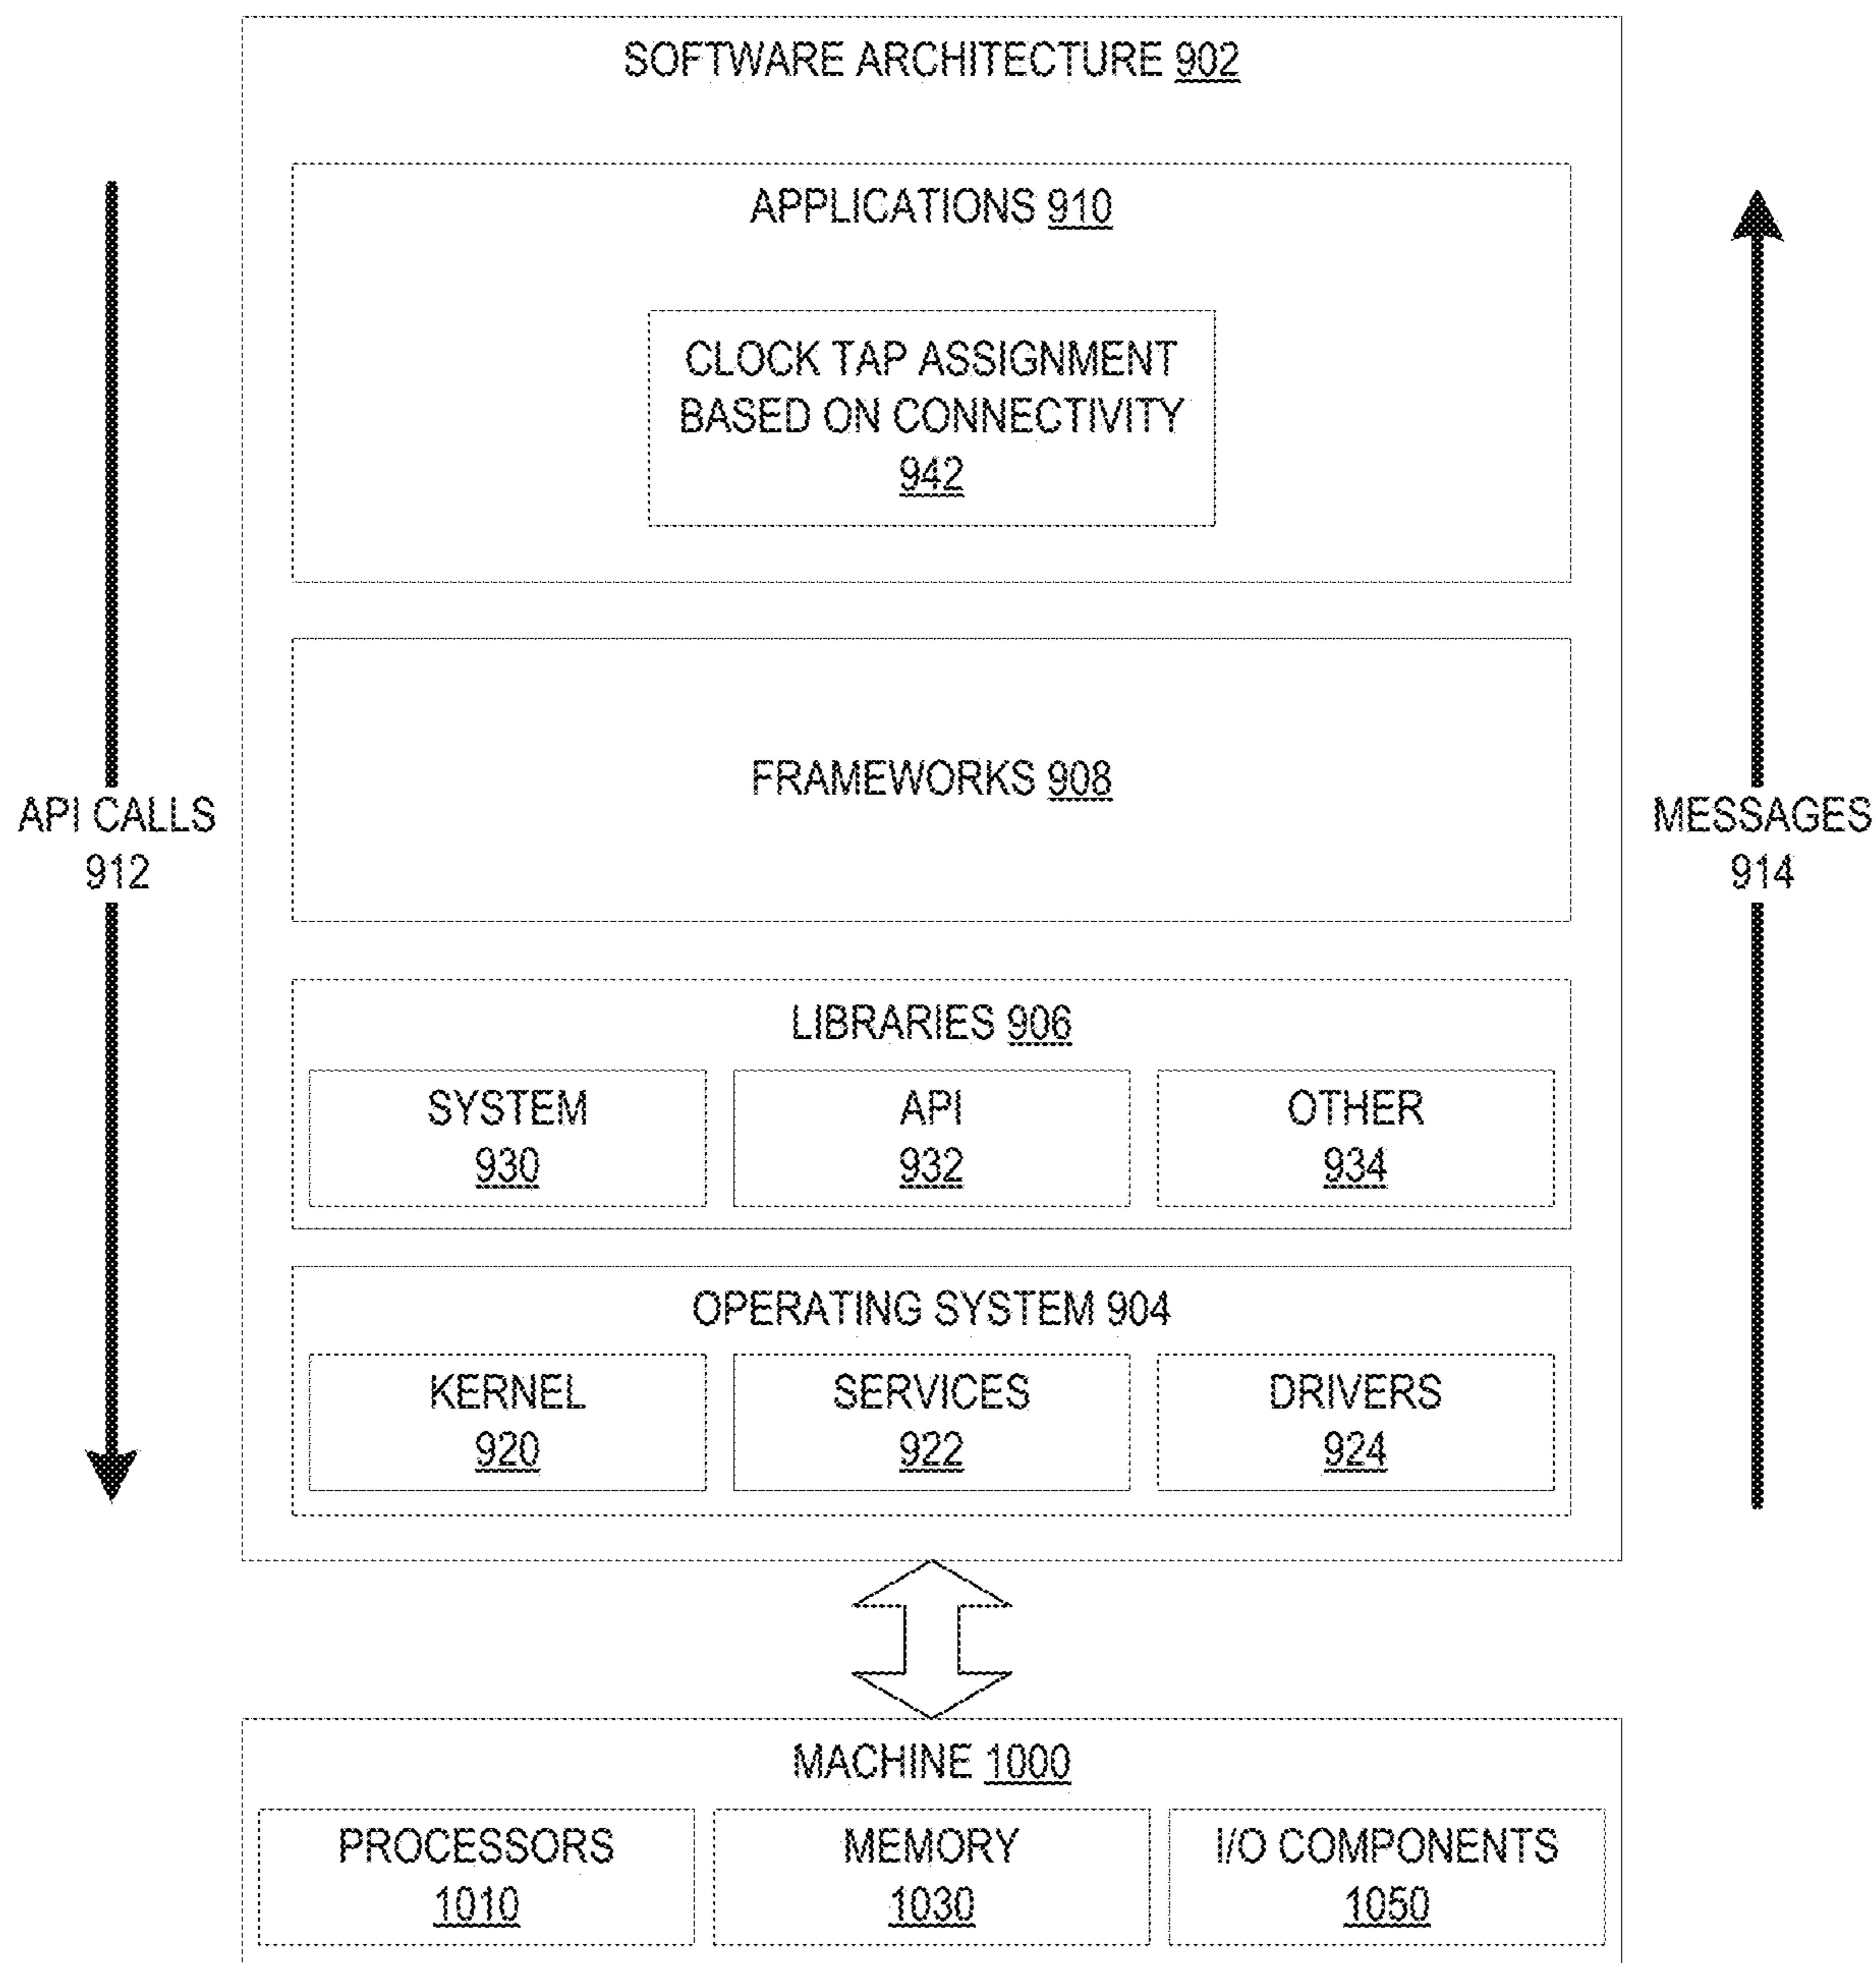 SOFTWARE ARCHITECTURE 902
APPLICATIONS 910
CLOCK TAP ASSIGNMENT
BASED ON CONNECTIVITY
942
FRAMEWORKS 908
API CALLS
912
MESSAGES
914
LIBRARIES 906
SYSTEM
930
API
932
OTHER
934
OPERATING SYSTEM 904
KERNEL
920
SERVICES
922
DRIVERS
924
MACHINE 1000
PROCESSORS
1010
MEMORY
1030
I/O COMPONENTS
1050